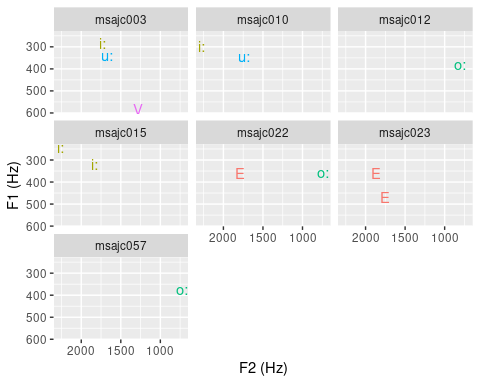 msajc003 msajc010 msajc012
300
400
500
600
i:
u:
V
i:
u:
o:
msajc015 msajc022 msajc023
300
400
500
600
i:
i:
E
o:
E
E
2000 1500 1000
2000 1500 1000
msajc057
300
400
500
600
o:
2000 1500 1000
F1 (Hz)
F2 (Hz)